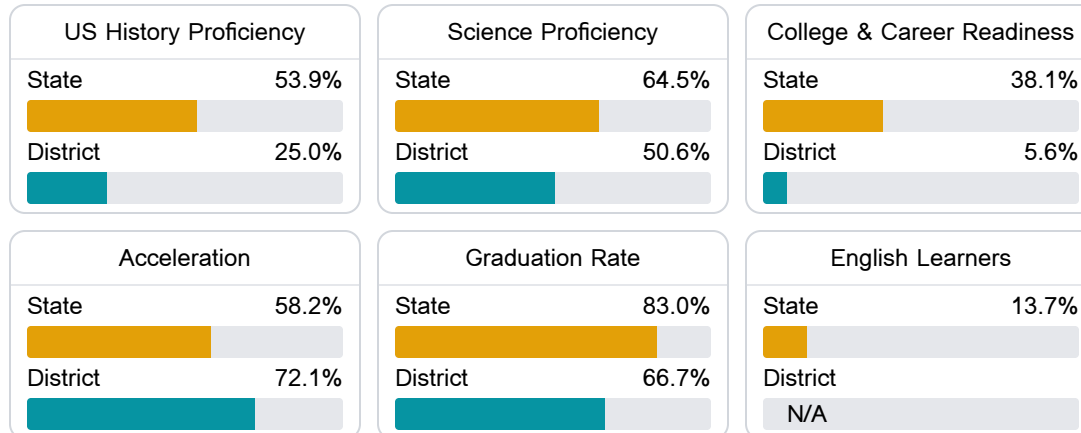 US History Proficiency
State 53.9%
District 25.0%
Science Proficiency
State 64.5%
District 50.6%
College & Career Readiness
State 38.1%
District 5.6%
Acceleration
State 58.2%
District 72.1%
Graduation Rate
State 83.0%
District 66.7%
English Learners
State 13.7%
District
N/A